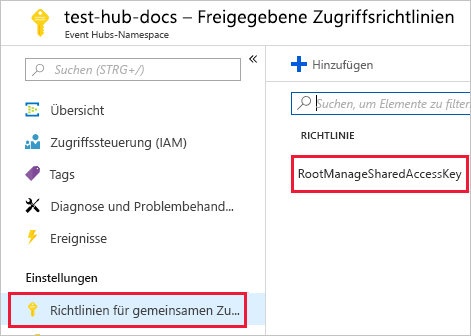 test-hub-docs – Freigegebene Zugriffsrichtlinien
Event Hubs-Namespace
Suchen (STRG+/)
«
Übersicht
Zugriffssteuerung (IAM)
Tags
Diagnose und Problembehand...
Ereignisse
Einstellungen
Richtlinien für gemeinsamen Zu...
Hinzufügen
Suchen, um Elemente zu filter
RICHTLINIE
RootManageSharedAccessKey